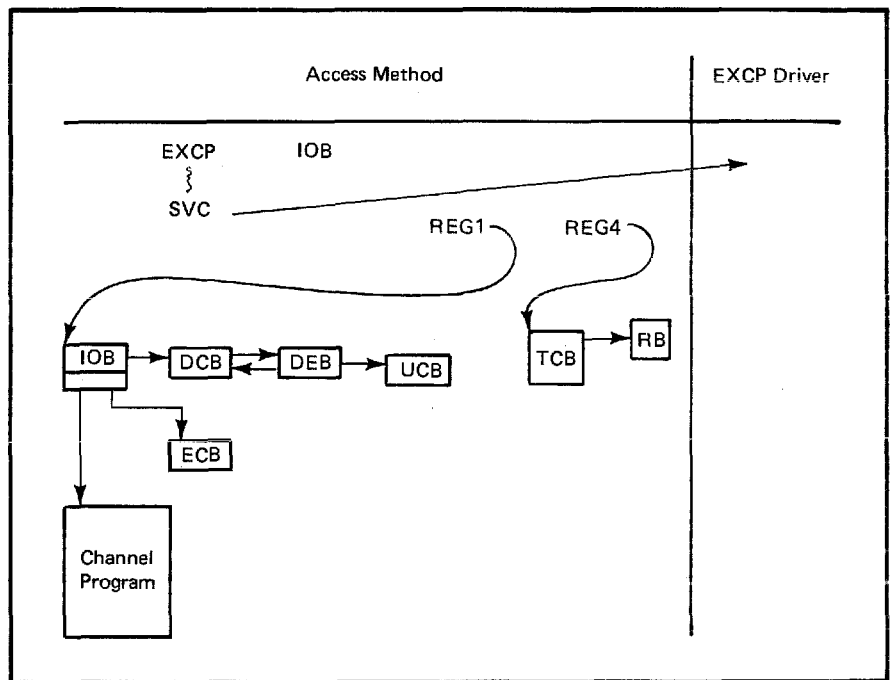 Access Method EXCP Driver
EXCP IOB
SVC
REG1 REG4
IOB DCB DEB UCB TCB RB
ECB
Channel
Program